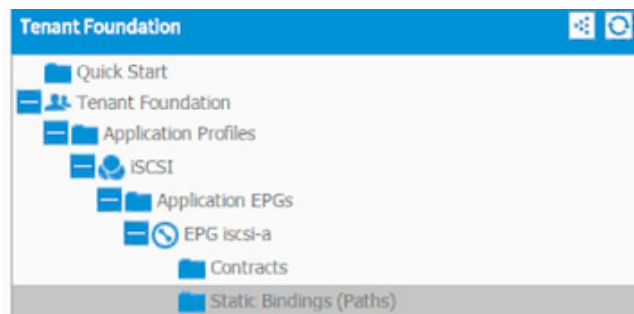 Tenant Foundation
Quick Start
Tenant Foundation
Application Profiles
iSCSI
Application EPGs
EPG iscsi-a
Contracts
Static Bindings (Paths)